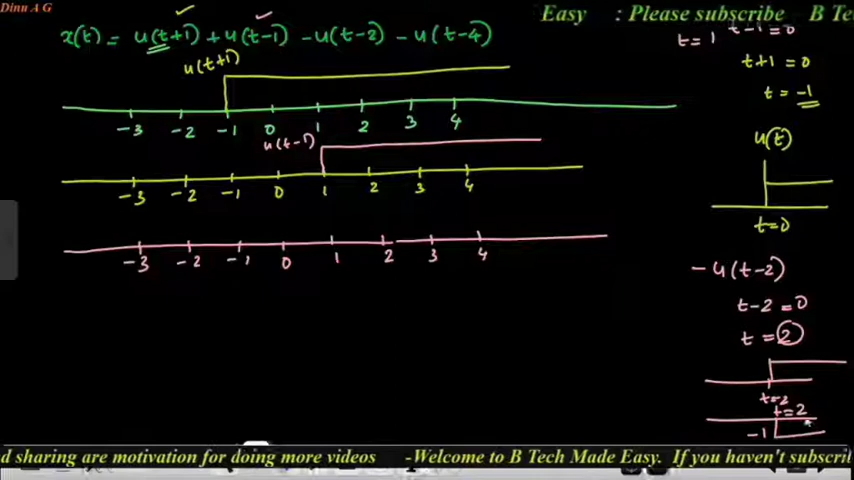 Dinu A G
Easy : Please subscribe B Te
x(t) = u(t+1) + u(t-1) - u(t-2) - u(t-4)
t-1=0
t=1
t+1=0
t=-1
u(t+1)
-3 -2 -1 0 1 2 3 4
u(t-1)
-3 -2 -1 0 1 2 3 4
-3 -2 -1 0 1 2 3 4
u(t)
t=0
-u(t-2)
t-2=0
t=2
t=2
t=2
-1
d sharing are motivation for doing more videos -Welcome to B Tech Made Easy. If you haven't subscri